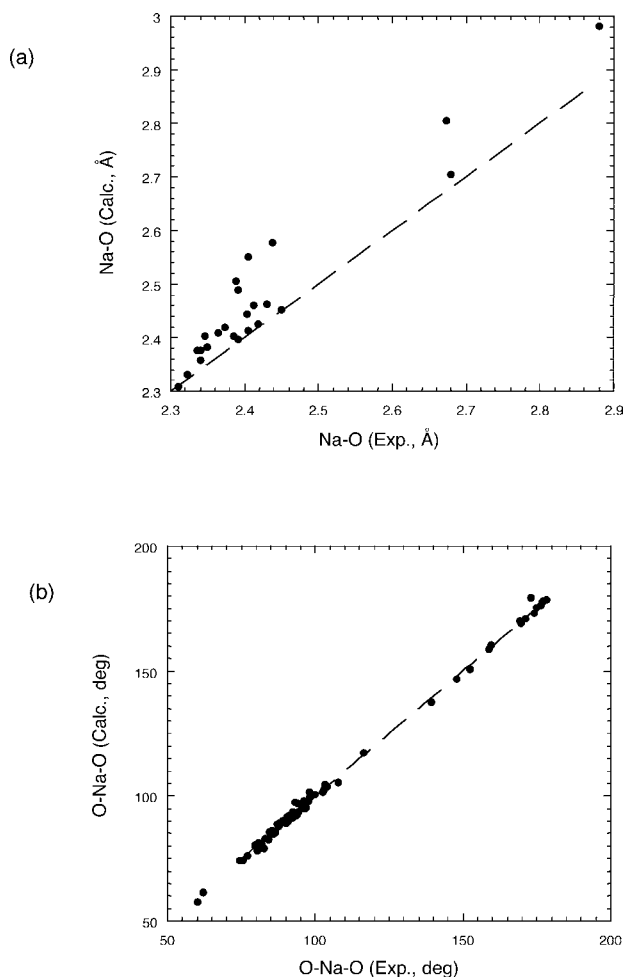 (a)
3
2.9
2.8
2.7
2.6
2.5
2.4
2.3
Na-O (Calc., Å)
2.3 2.4 2.5 2.6 2.7 2.8 2.9
Na-O (Exp., Å)
(b)
200
150
100
50
O-Na-O (Calc., deg)
50 100 150 200
O-Na-O (Exp., deg)